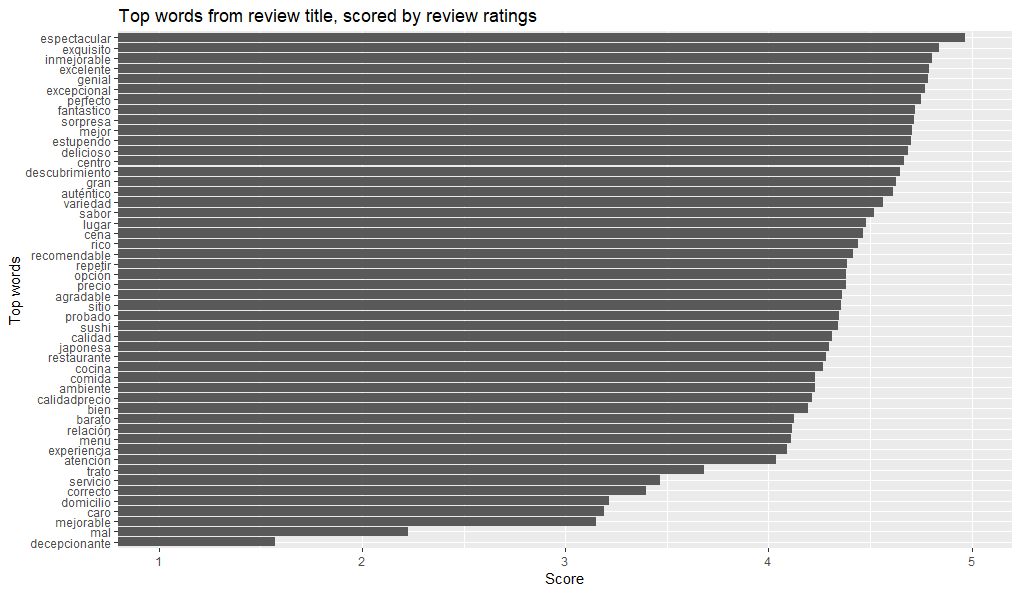 Top words from review title, scored by review ratings
Top words
espectacular
exquisito
inmejorable
excelente
genial
excepcional
perfecto
fantástico
sorpresa
mejor
estupendo
delicioso
centro
descubrimiento
gran
auténtico
variedad
sabor
lugar
cena
rico
recomendable
repetir
opción
precio
agradable
sitio
probado
sushi
calidad
japonesa
restaurante
cocina
comida
ambiente
calidadprecio
bien
barato
relación
menú
experiencia
atención
trato
servicio
correcto
domicilio
caro
mejorable
mal
decepcionante
1 2 3 4 5
Score